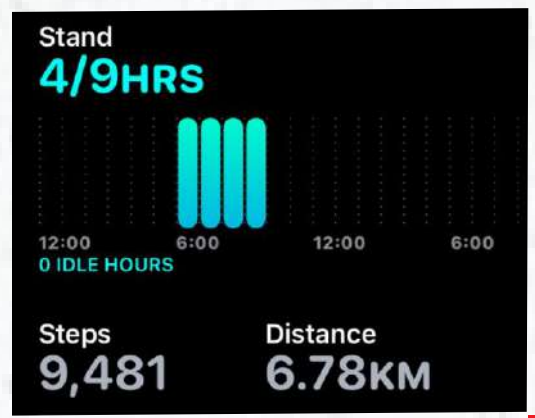 Stand
4/9HRS
12:00 6:00 12:00 6:00
0 IDLE HOURS
Steps Distance
9,481 6.78KM